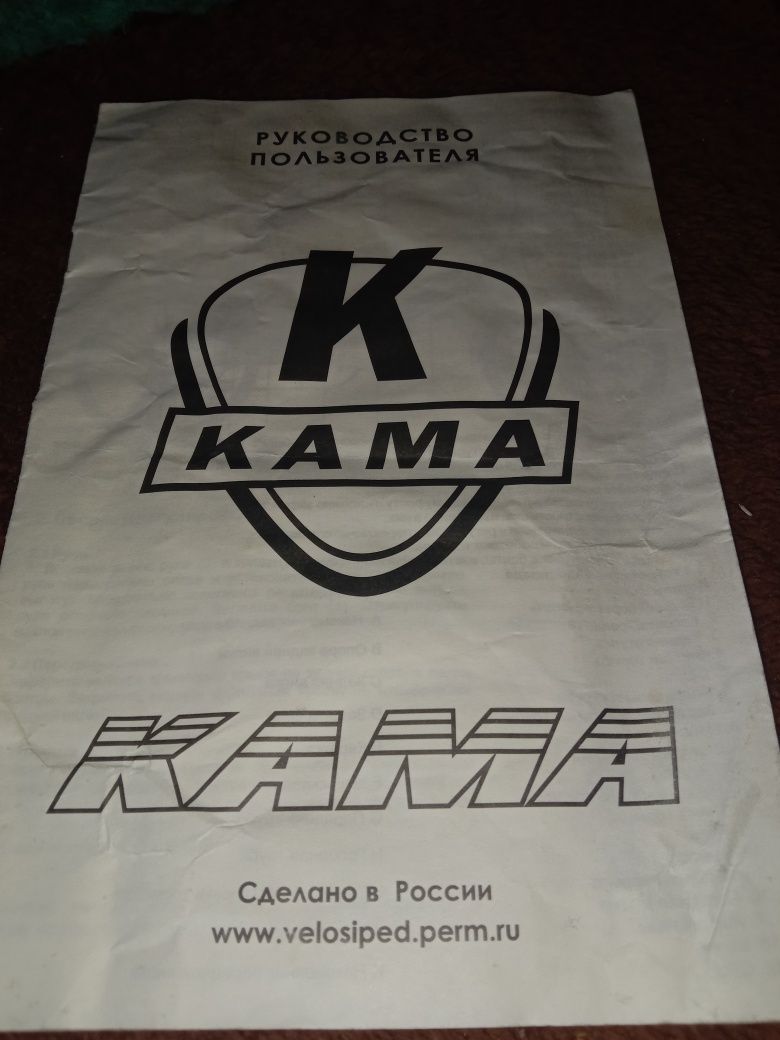 РУКОВОДСТВО
ПОЛЬЗОВАТЕЛЯ
К
КАМА
КАМА
Сделано в России
www.velosiped.perm.ru